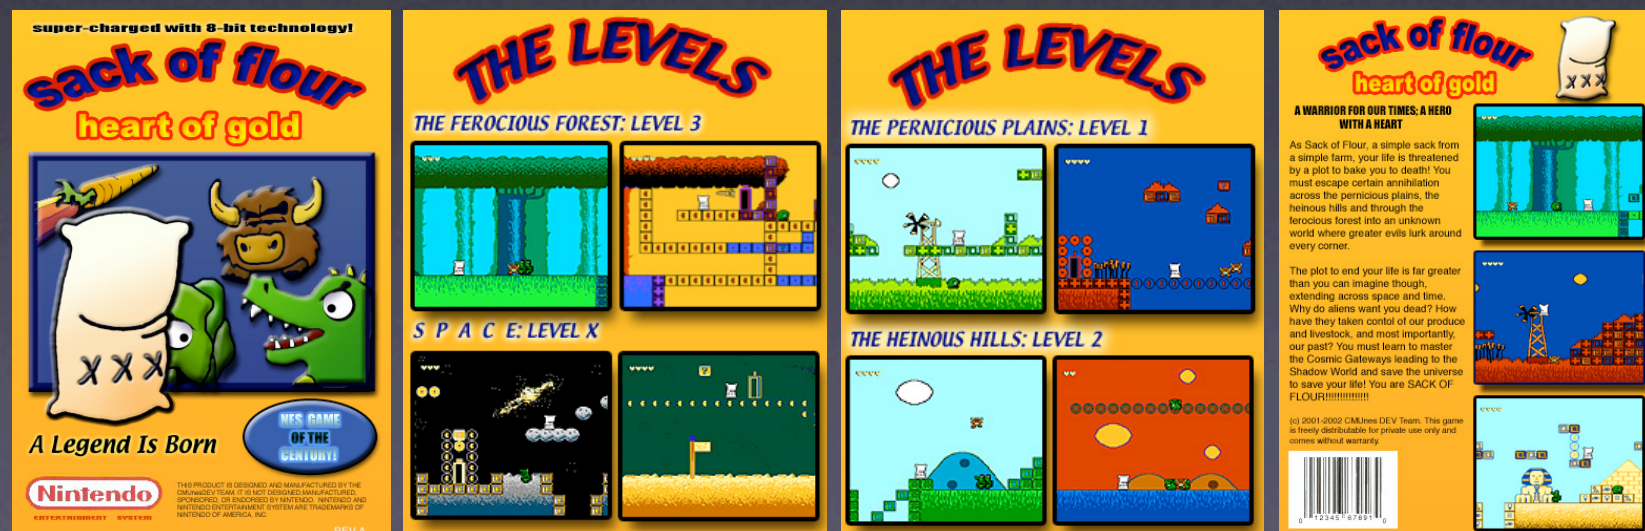 super-charged with 8-bit technology!
sack of flour
heart of gold
XXX
A Legend Is Born
NES GAME
OF THE
CENTURY!
Nintendo
ENTERTAINMENT SYSTEM
THIS PRODUCT IS DESIGNED AND MANUFACTURED BY THE
CMUnesDEV TEAM. IT IS NOT DESIGNED, MANUFACTURED,
SPONSORED, OR ENDORSED BY NINTENDO. NINTENDO AND
NINTENDO ENTERTAINMENT SYSTEM ARE TRADEMARKS OF
NINTENDO OF AMERICA, INC.
REV A
THE LEVELS
THE FEROCIOUS FOREST: LEVEL 3
S P A C E: LEVEL X
THE LEVELS
THE PERNICIOUS PLAINS: LEVEL 1
THE HEINOUS HILLS: LEVEL 2
sack of flour
heart of gold
XXX
A WARRIOR FOR OUR TIMES; A HERO
WITH A HEART
As Sack of Flour, a simple sack from
a simple farm, your life is threatened
by a plot to bake you to death! You
must escape certain annihilation
across the pernicious plains, the
heinous hills and through the
ferocious forest into an unknown
world where greater evils lurk around
every corner.
The plot to end your life is far greater
than you can imagine though,
extending across space and time.
Why do aliens want you dead? How
have they taken contol of our produce
and livestock, and most importantly,
our past? You must learn to master
the Cosmic Gateways leading to the
Shadow World and save the universe
to save your life! You are SACK OF
FLOUR!!!!!!!!!!!!!!!
(c) 2001-2002 CMUnes DEV Team. This game
is freely distributable for private use only and
comes without warranty.
0 12345 67891 0